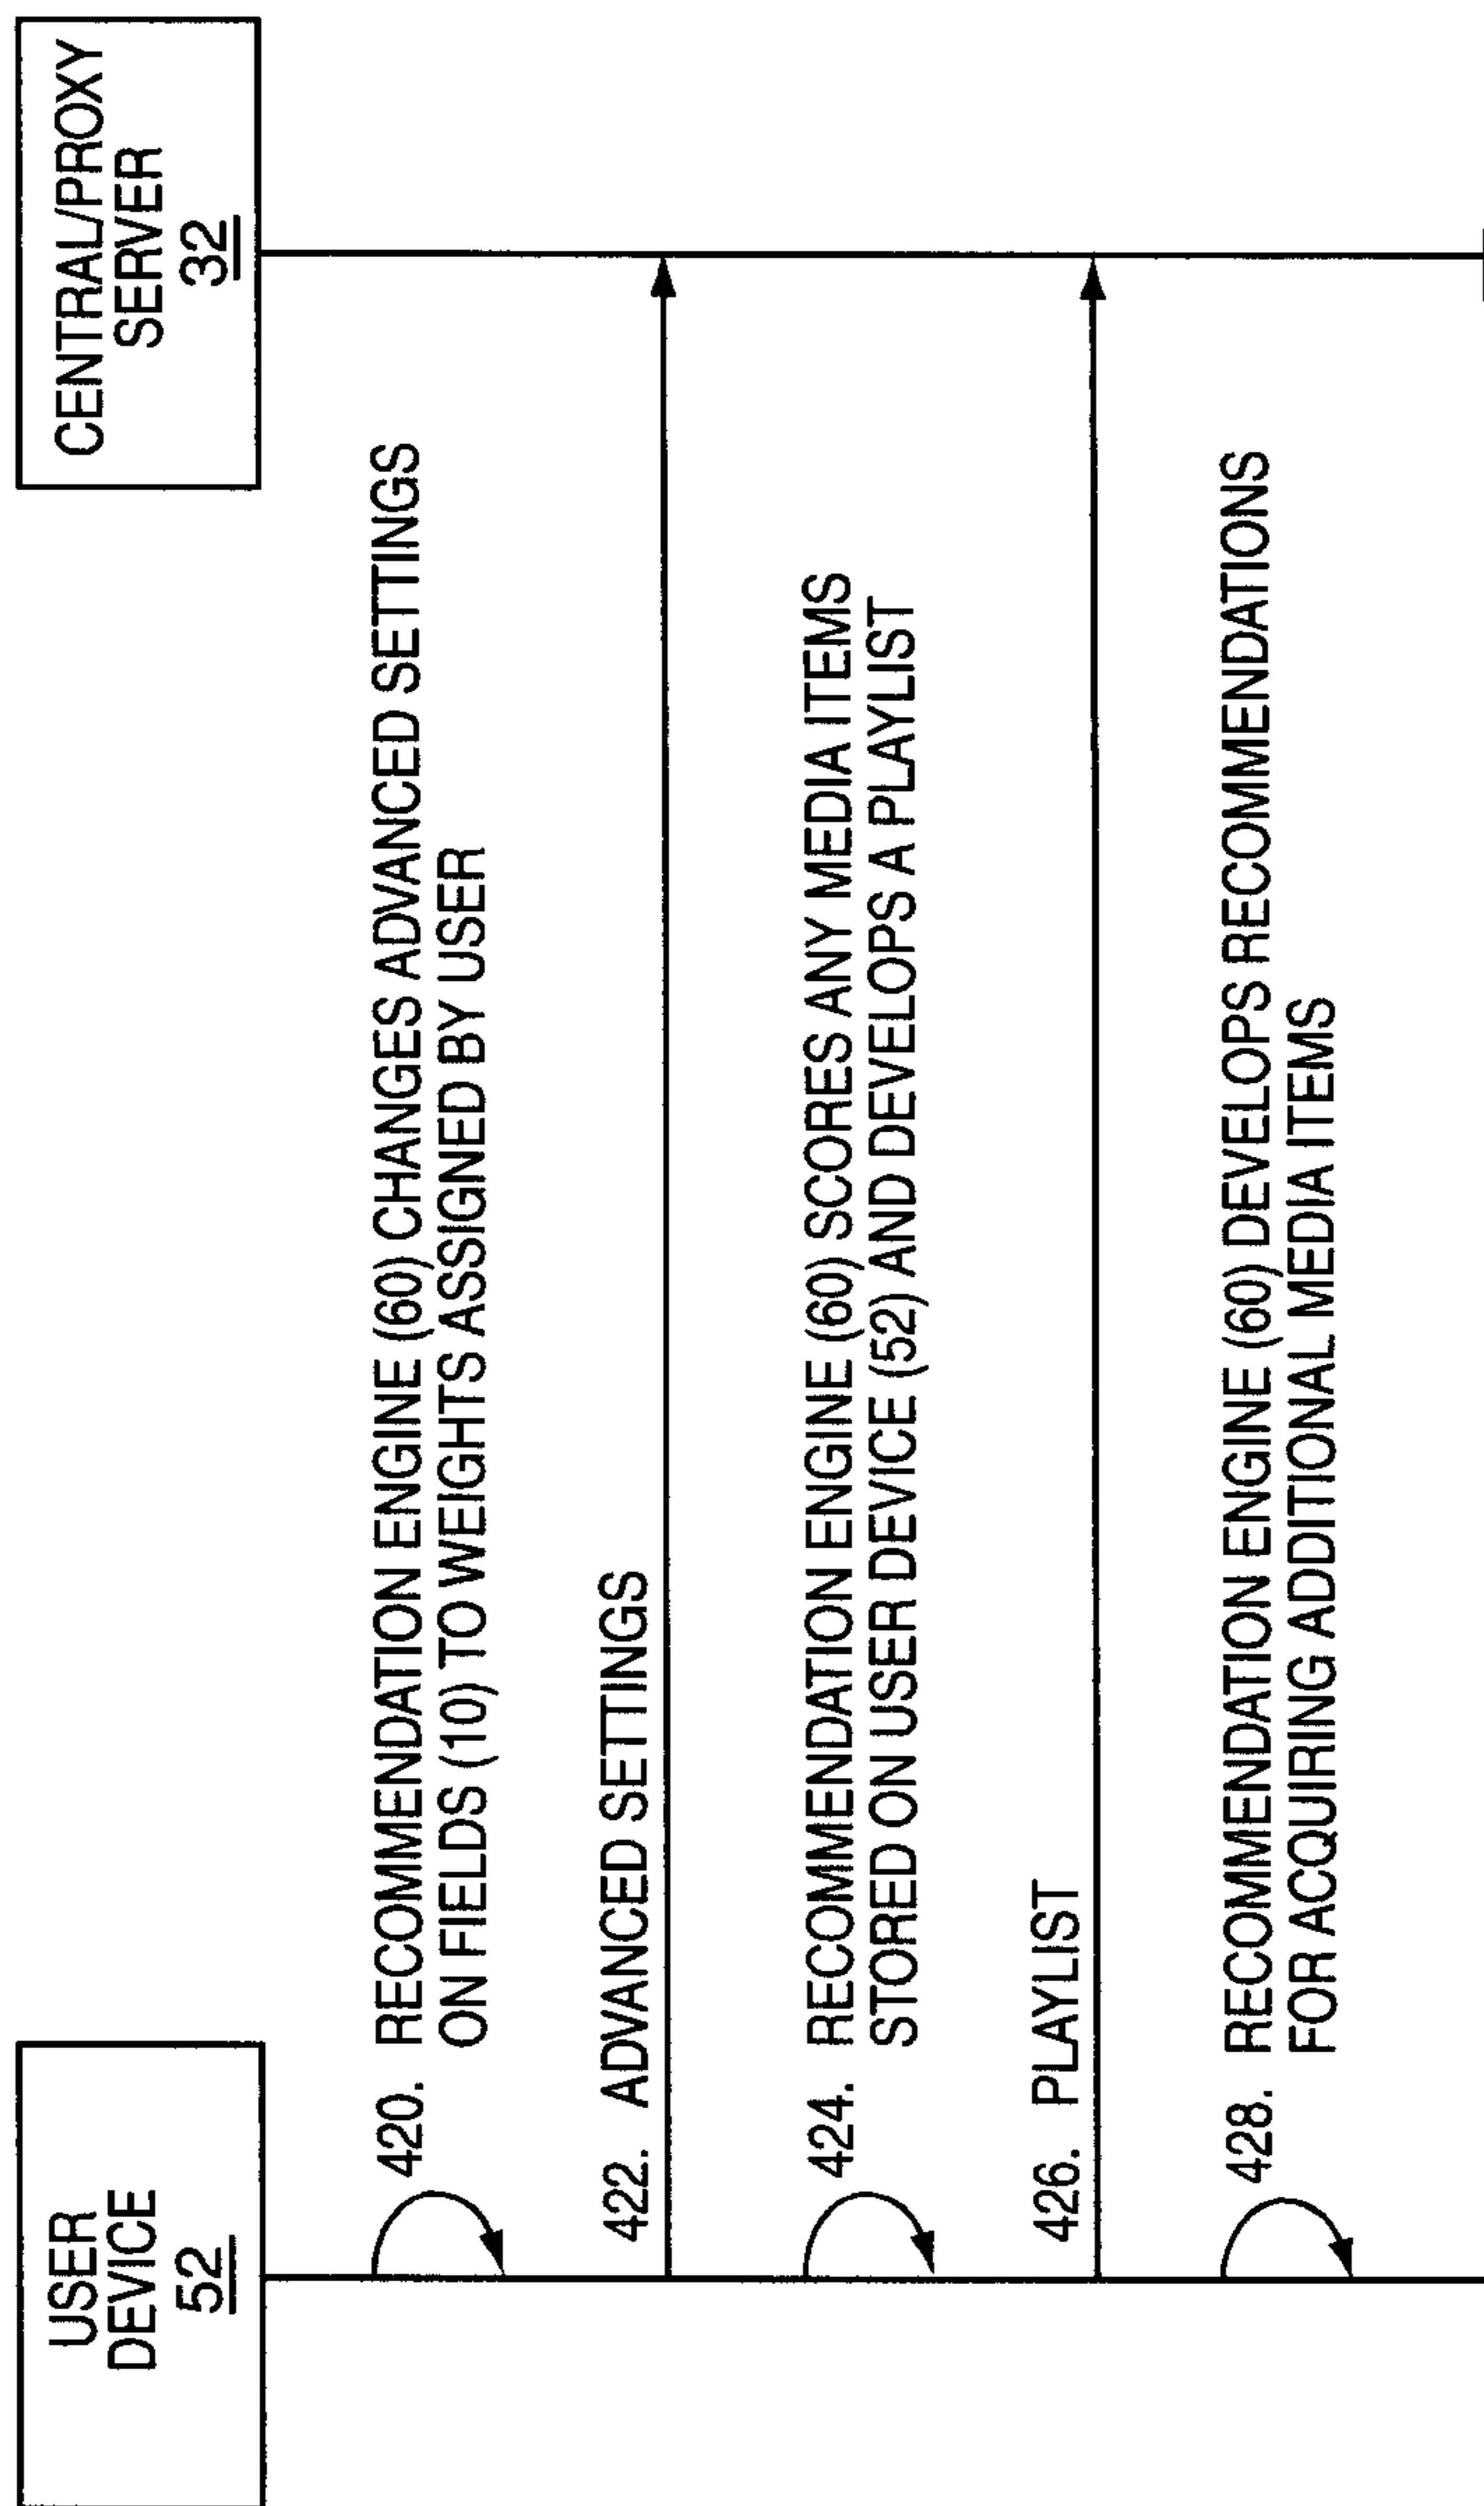 USER
DEVICE
52
CENTRAL/PROXY
SERVER
32
420. RECOMMENDATION ENGINE (60) CHANGES ADVANCED SETTINGS
ON FIELDS (10) TO WEIGHTS ASSIGNED BY USER
422. ADVANCED SETTINGS
424. RECOMMENDATION ENGINE (60) SCORES ANY MEDIA ITEMS
STORED ON USER DEVICE (52) AND DEVELOPS A PLAYLIST
426. PLAYLIST
428. RECOMMENDATION ENGINE (60) DEVELOPS RECOMMENDATIONS
FOR ACQUIRING ADDITIONAL MEDIA ITEMS